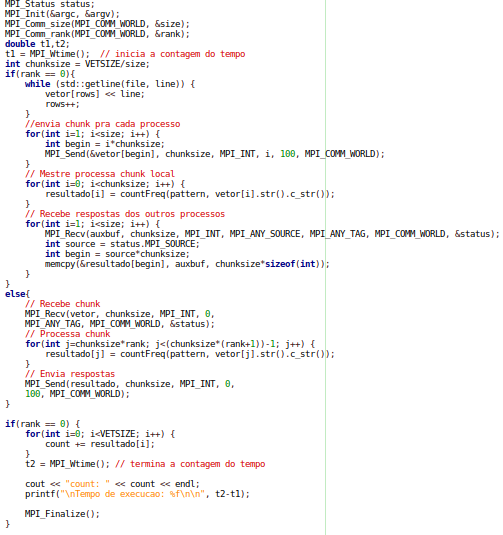 MPI_Status status;
MPI_Init(&argc, &argv);
MPI_Comm_size(MPI_COMM_WORLD, &size);
MPI_Comm_rank(MPI_COMM_WORLD, &rank);
double t1,t2;
t1 = MPI_Wtime();  // inicia a contagem do tempo
int chunksize = VETSIZE/size;
if(rank == 0){
    while (std::getline(file, line)) {
        vetor[rows] << line;
        rows++;
    }
    //envia chunk pra cada processo
    for(int i=1; i<size; i++) {
        int begin = i*chunksize;
        MPI_Send(&vetor[begin], chunksize, MPI_INT, i, 100, MPI_COMM_WORLD);
    }
    // Mestre processa chunk local
    for(int i=0; i<chunksize; i++) {
        resultado[i] = countFreq(pattern, vetor[i].str().c_str());
    }
    // Recebe respostas dos outros processos
    for(int i=1; i<size; i++) {
        MPI_Recv(auxbuf, chunksize, MPI_INT, MPI_ANY_SOURCE, MPI_ANY_TAG, MPI_COMM_WORLD, &status);
        int source = status.MPI_SOURCE;
        int begin = source*chunksize;
        memcpy(&resultado[begin], auxbuf, chunksize*sizeof(int));
    }
}
else{
    // Recebe chunk
    MPI_Recv(vetor, chunksize, MPI_INT, 0,
    MPI_ANY_TAG, MPI_COMM_WORLD, &status);
    // Processa chunk
    for(int j=chunksize*rank; j<(chunksize*(rank+1))-1; j++) {
        resultado[j] = countFreq(pattern, vetor[j].str().c_str());
    }
    // Envia respostas
    MPI_Send(resultado, chunksize, MPI_INT, 0,
    100, MPI_COMM_WORLD);
}

if(rank == 0) {
    for(int i=0; i<VETSIZE; i++) {
        count += resultado[i];
    }
    t2 = MPI_Wtime(); // termina a contagem do tempo

    cout << "count: " << count << endl;
    printf("\nTempo de execucao: %f\n\n", t2-t1);

    MPI_Finalize();
}